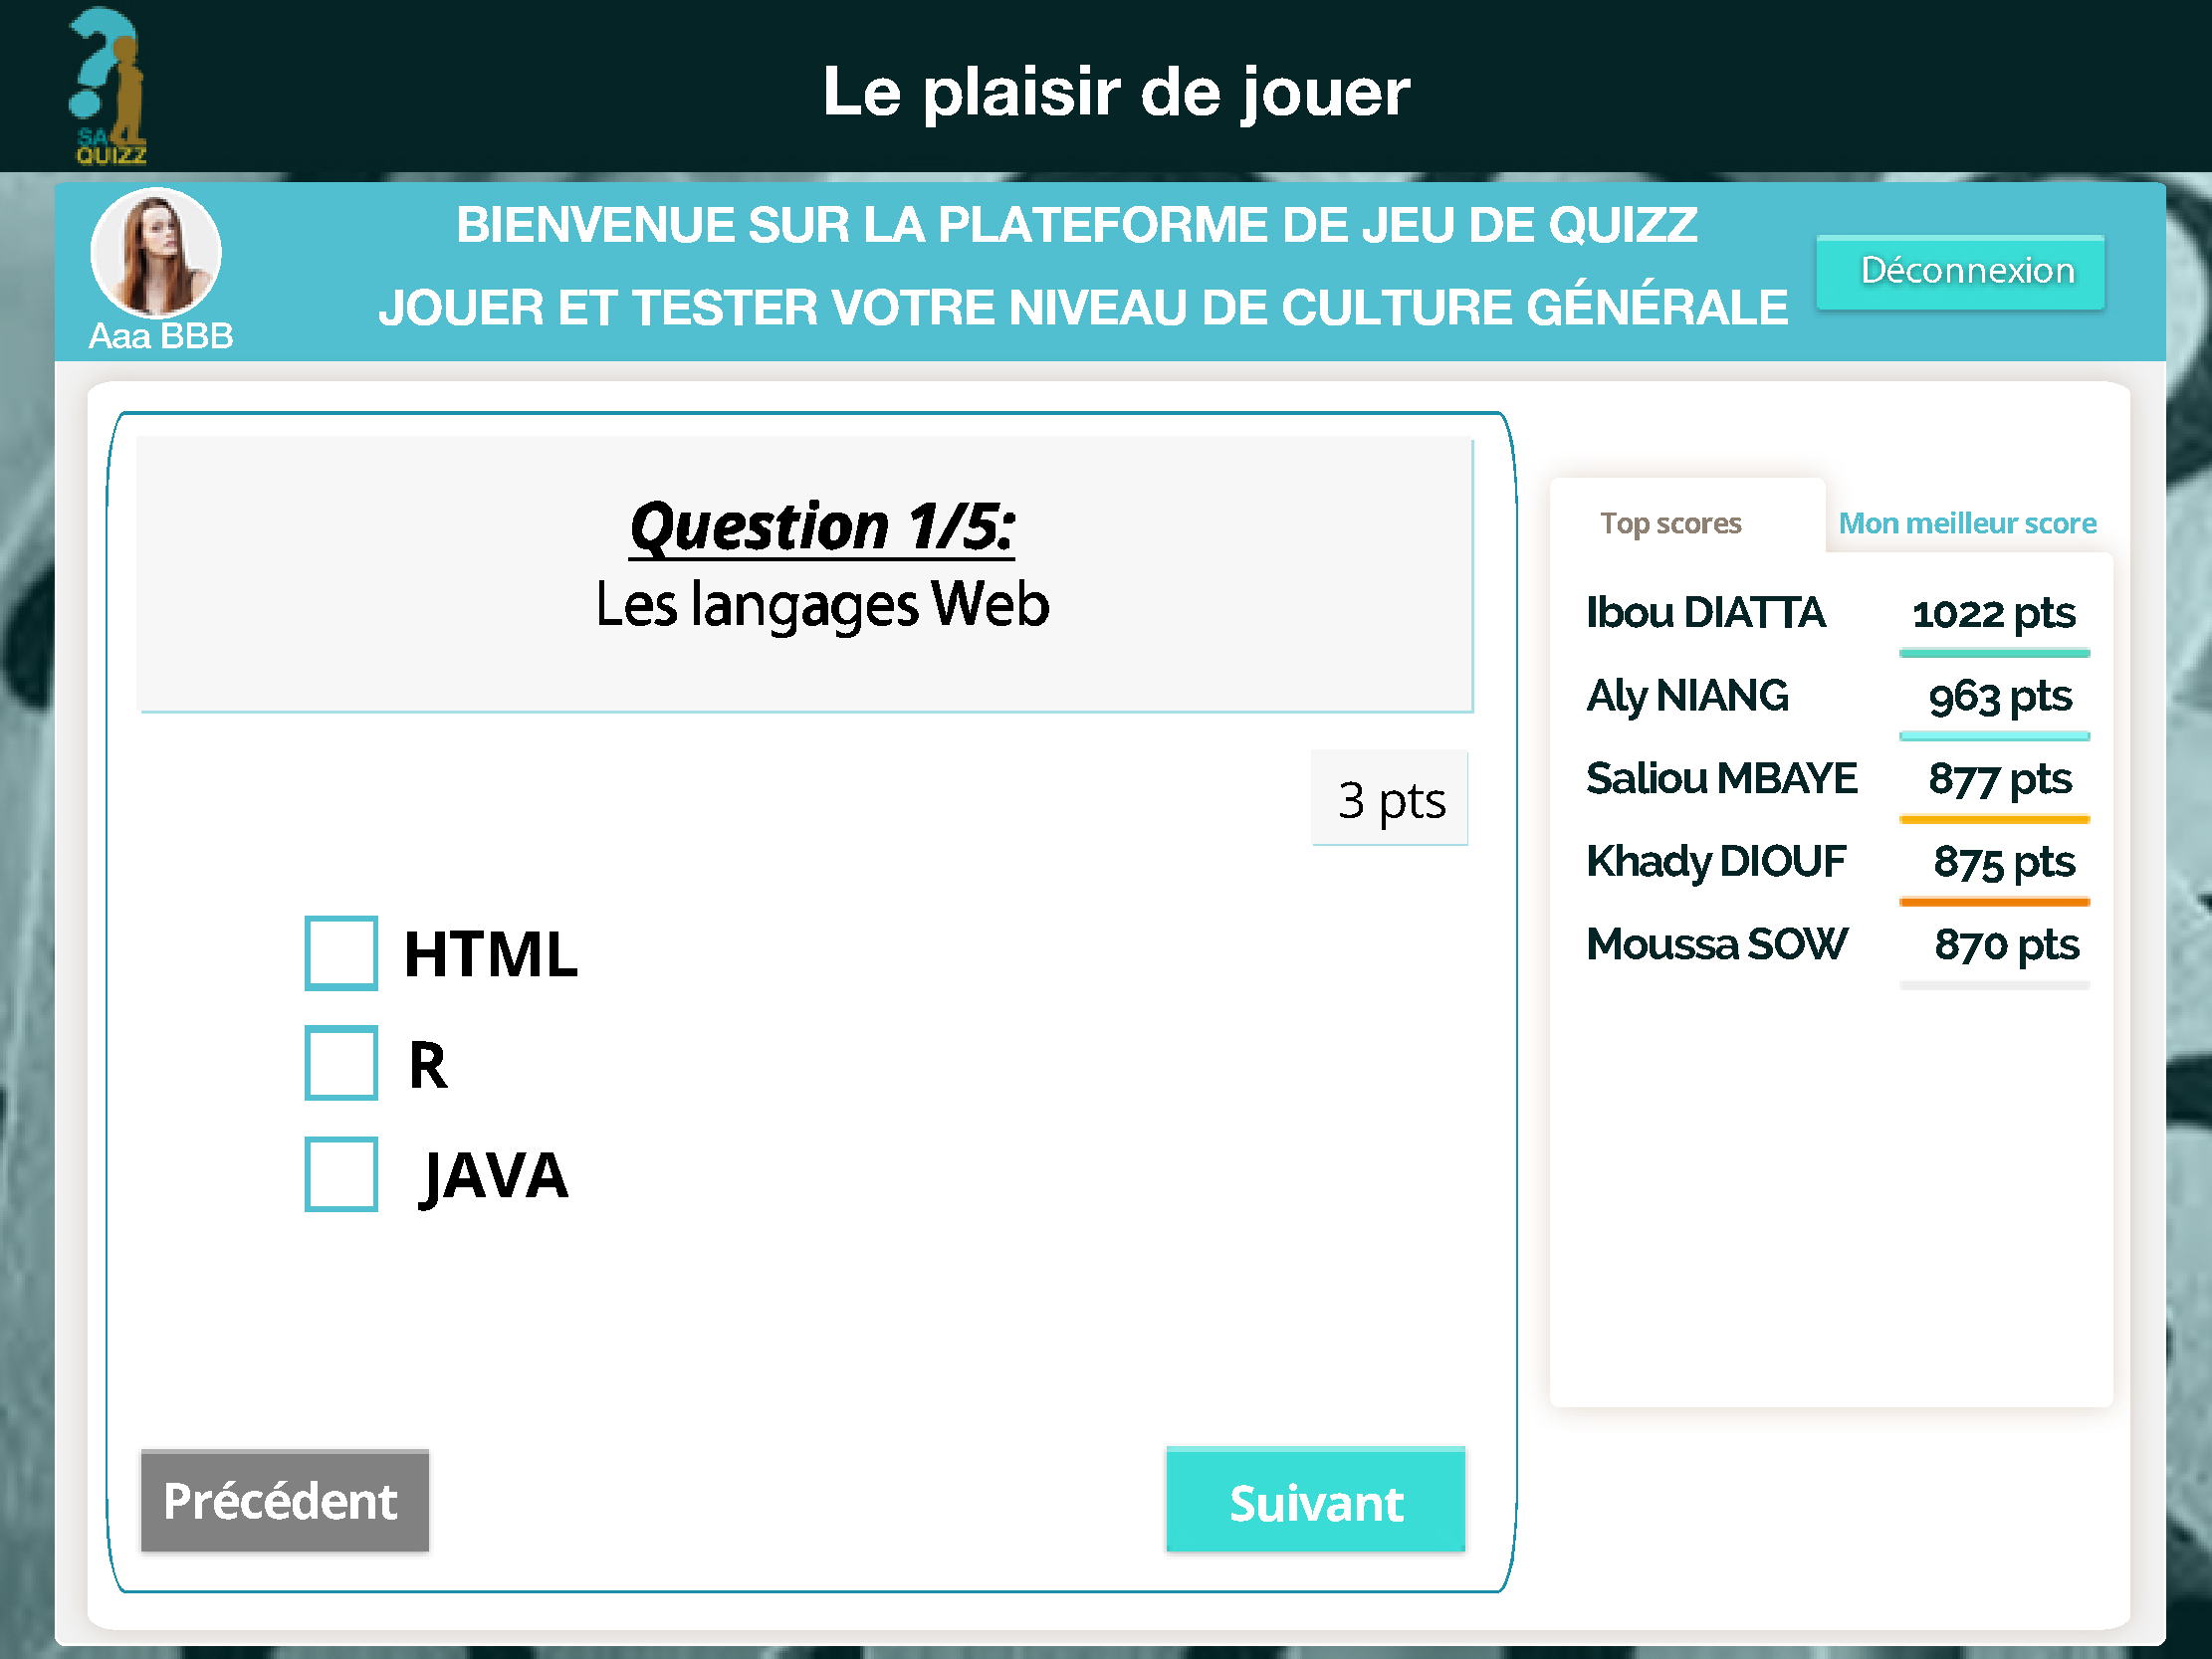 SA
QUIZZ
Le plaisir de jouer
BIENVENUE SUR LA PLATEFORME DE JEU DE QUIZZ
JOUER ET TESTER VOTRE NIVEAU DE CULTURE GÉNÉRALE
Aaa BBB
Déconnexion
Question 1/5:
Les langages Web
3 pts
HTML
R
JAVA
Précédent
Suivant
Top scores
Mon meilleur score
Ibou DIATTA 1022 pts
Aly NIANG 963 pts
Saliou MBAYE 877 pts
Khady DIOUF 875 pts
Moussa SOW 870 pts